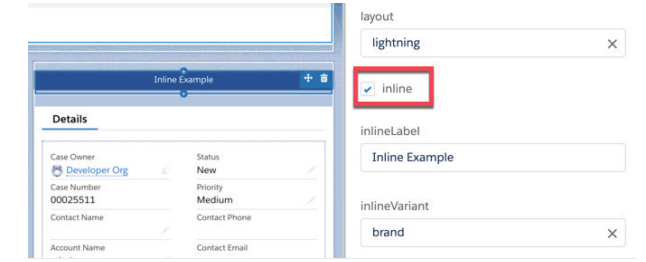 Inline Example
Details
Case Owner
Developer Org
Status
New
Case Number
00025511
Priority
Medium
Contact Name
Contact Phone
Account Name
Contact Email
layout
lightning
inline
inlineLabel
Inline Example
inlineVariant
brand